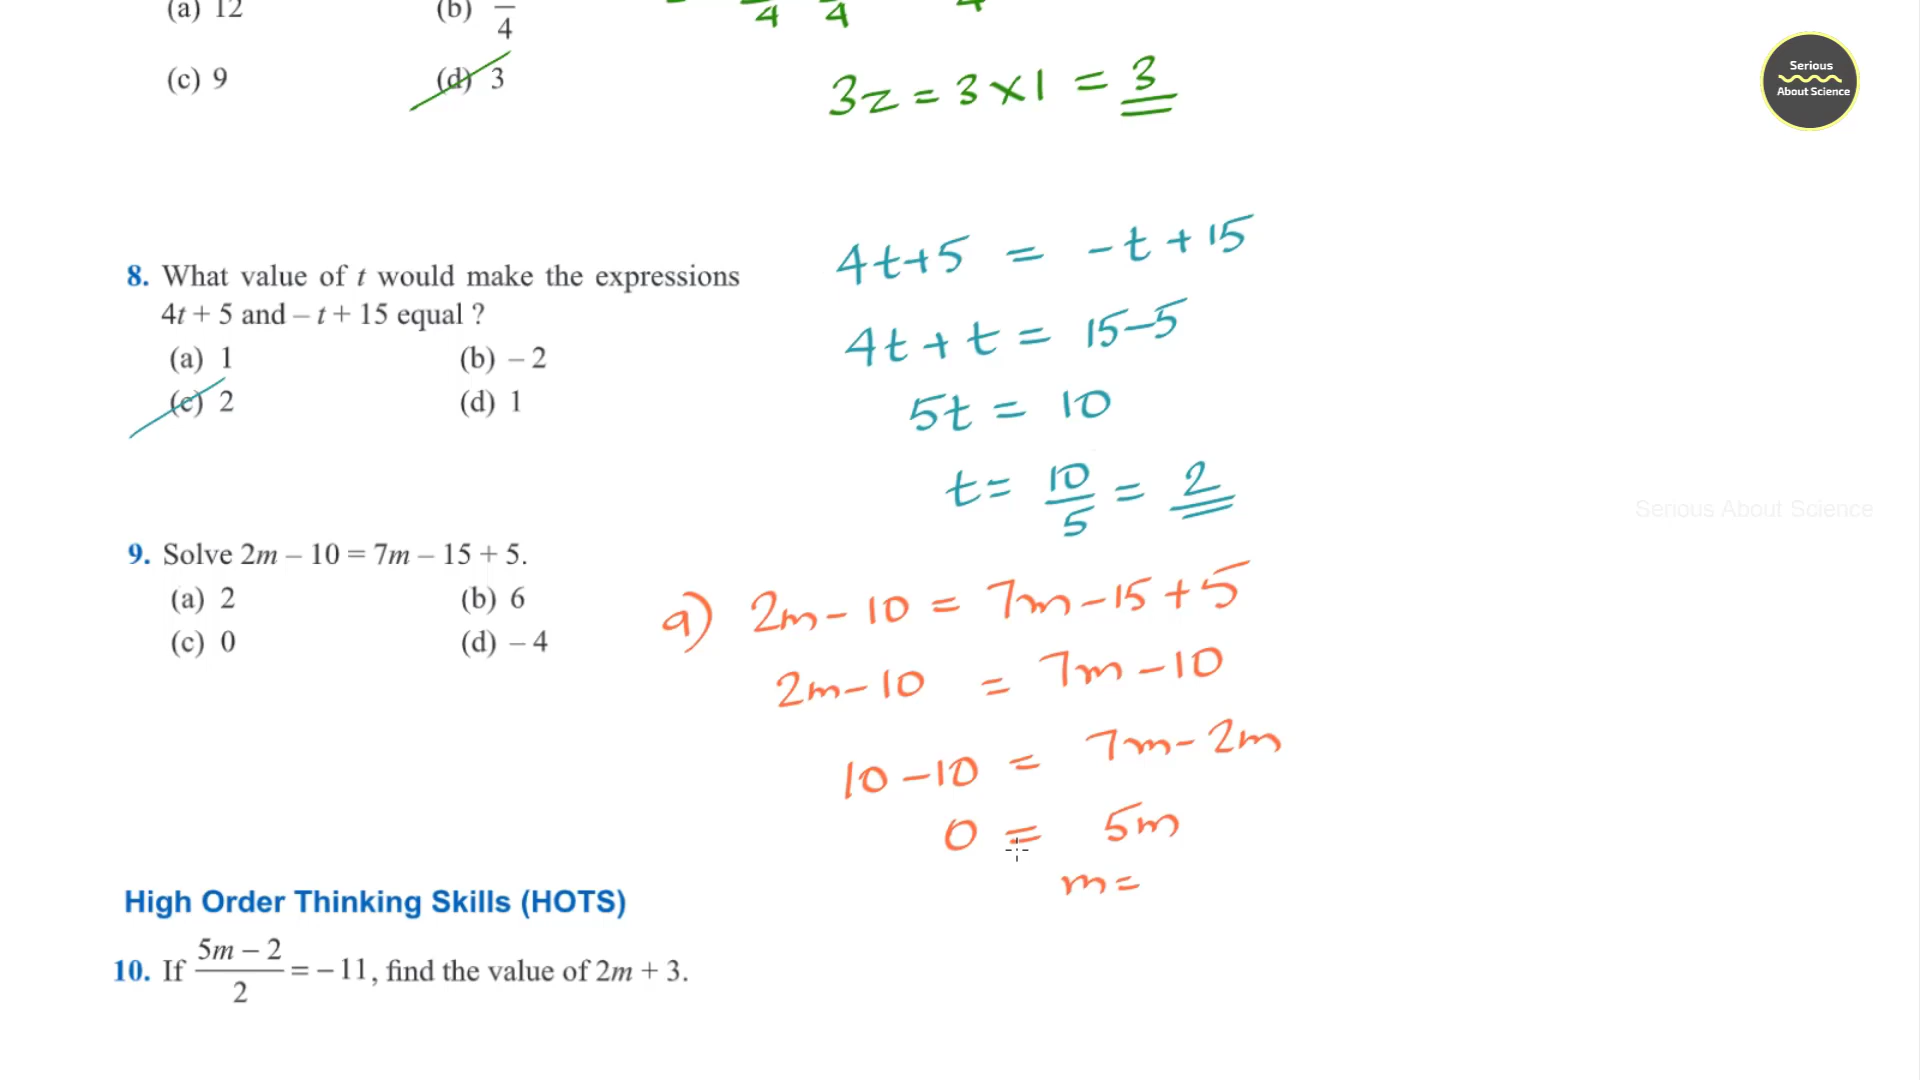 (a) 12
(b) — 4
(c) 9
(d) 3
3z = 3 × 1 = 3
Serious
About Science
8. What value of t would make the expressions
4t + 5 and – t + 15 equal ?
(a) 1
(b) – 2
(c) 2
(d) 1
4t+5 = -t+15
4t+t = 15-5
5t = 10
t = 10/5 = 2
Serious About Science
9. Solve 2m – 10 = 7m – 15 + 5.
(a) 2
(b) 6
(c) 0
(d) – 4
9) 2m-10 = 7m-15+5
2m-10 = 7m-10
10-10 = 7m-2m
0 = 5m
m =
High Order Thinking Skills (HOTS)
10. If (5m – 2)/2 = – 11, find the value of 2m + 3.